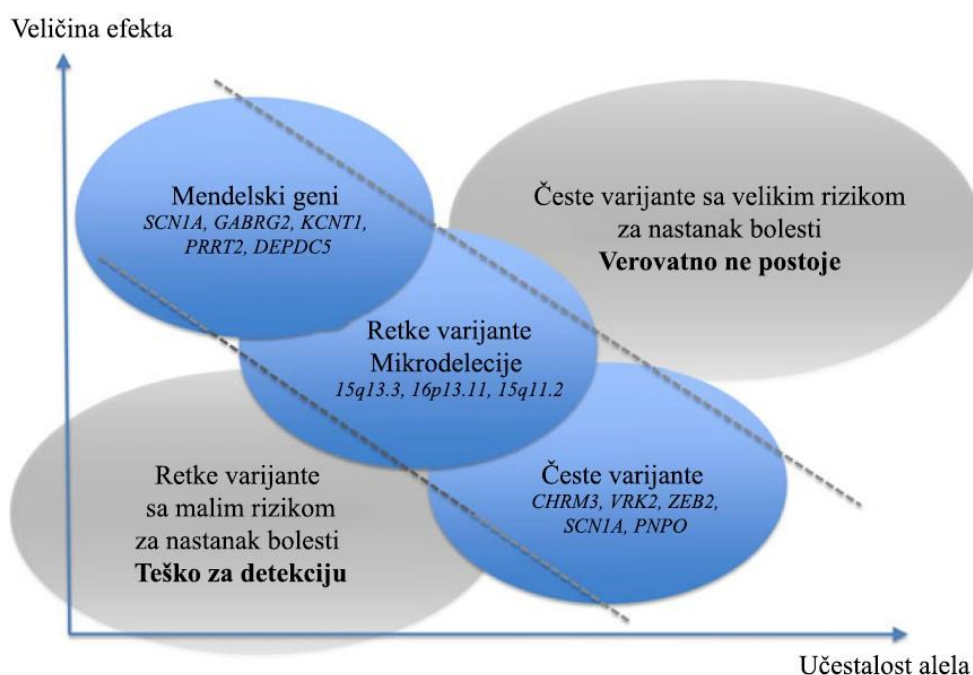 Veličina efekta
Mendelski geni
SCN1A, GABRG2, KCNT1,
PRRT2, DEPDC5
Česte varijante sa velikim rizikom
za nastanak bolesti
Verovatno ne postoje
Retke varijante
Mikrodelecije
15q13.3, 16p13.11, 15q11.2
Retke varijante
sa malim rizikom
za nastanak bolesti
Teško za detekciju
Česte varijante
CHRM3, VRK2, ZEB2,
SCN1A, PNPO
Učestalost alela